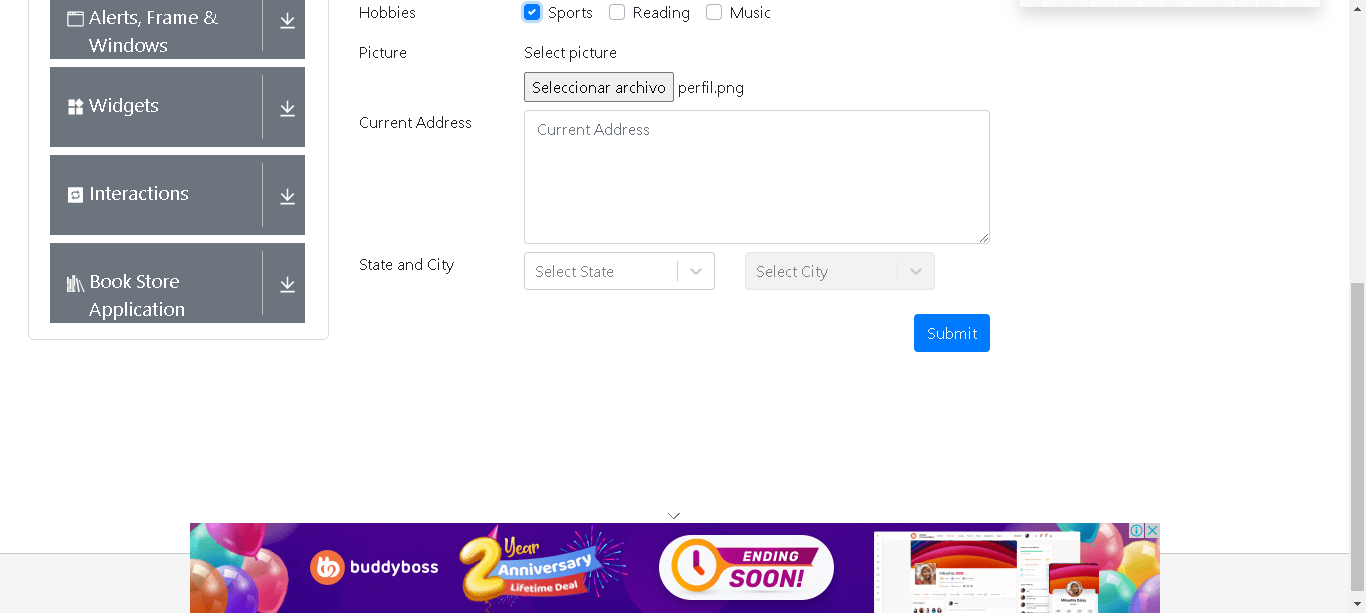 Alerts, Frame &
Windows
Widgets
Interactions
Book Store
Application
Hobbies
Sports Reading Music
Picture
Select picture
Seleccionar archivo perfil.png
Current Address
Current Address
State and City
Select State
Select City
Submit
buddyboss
2 Year
Anniversary
Lifetime Deal
ENDING
SOON!